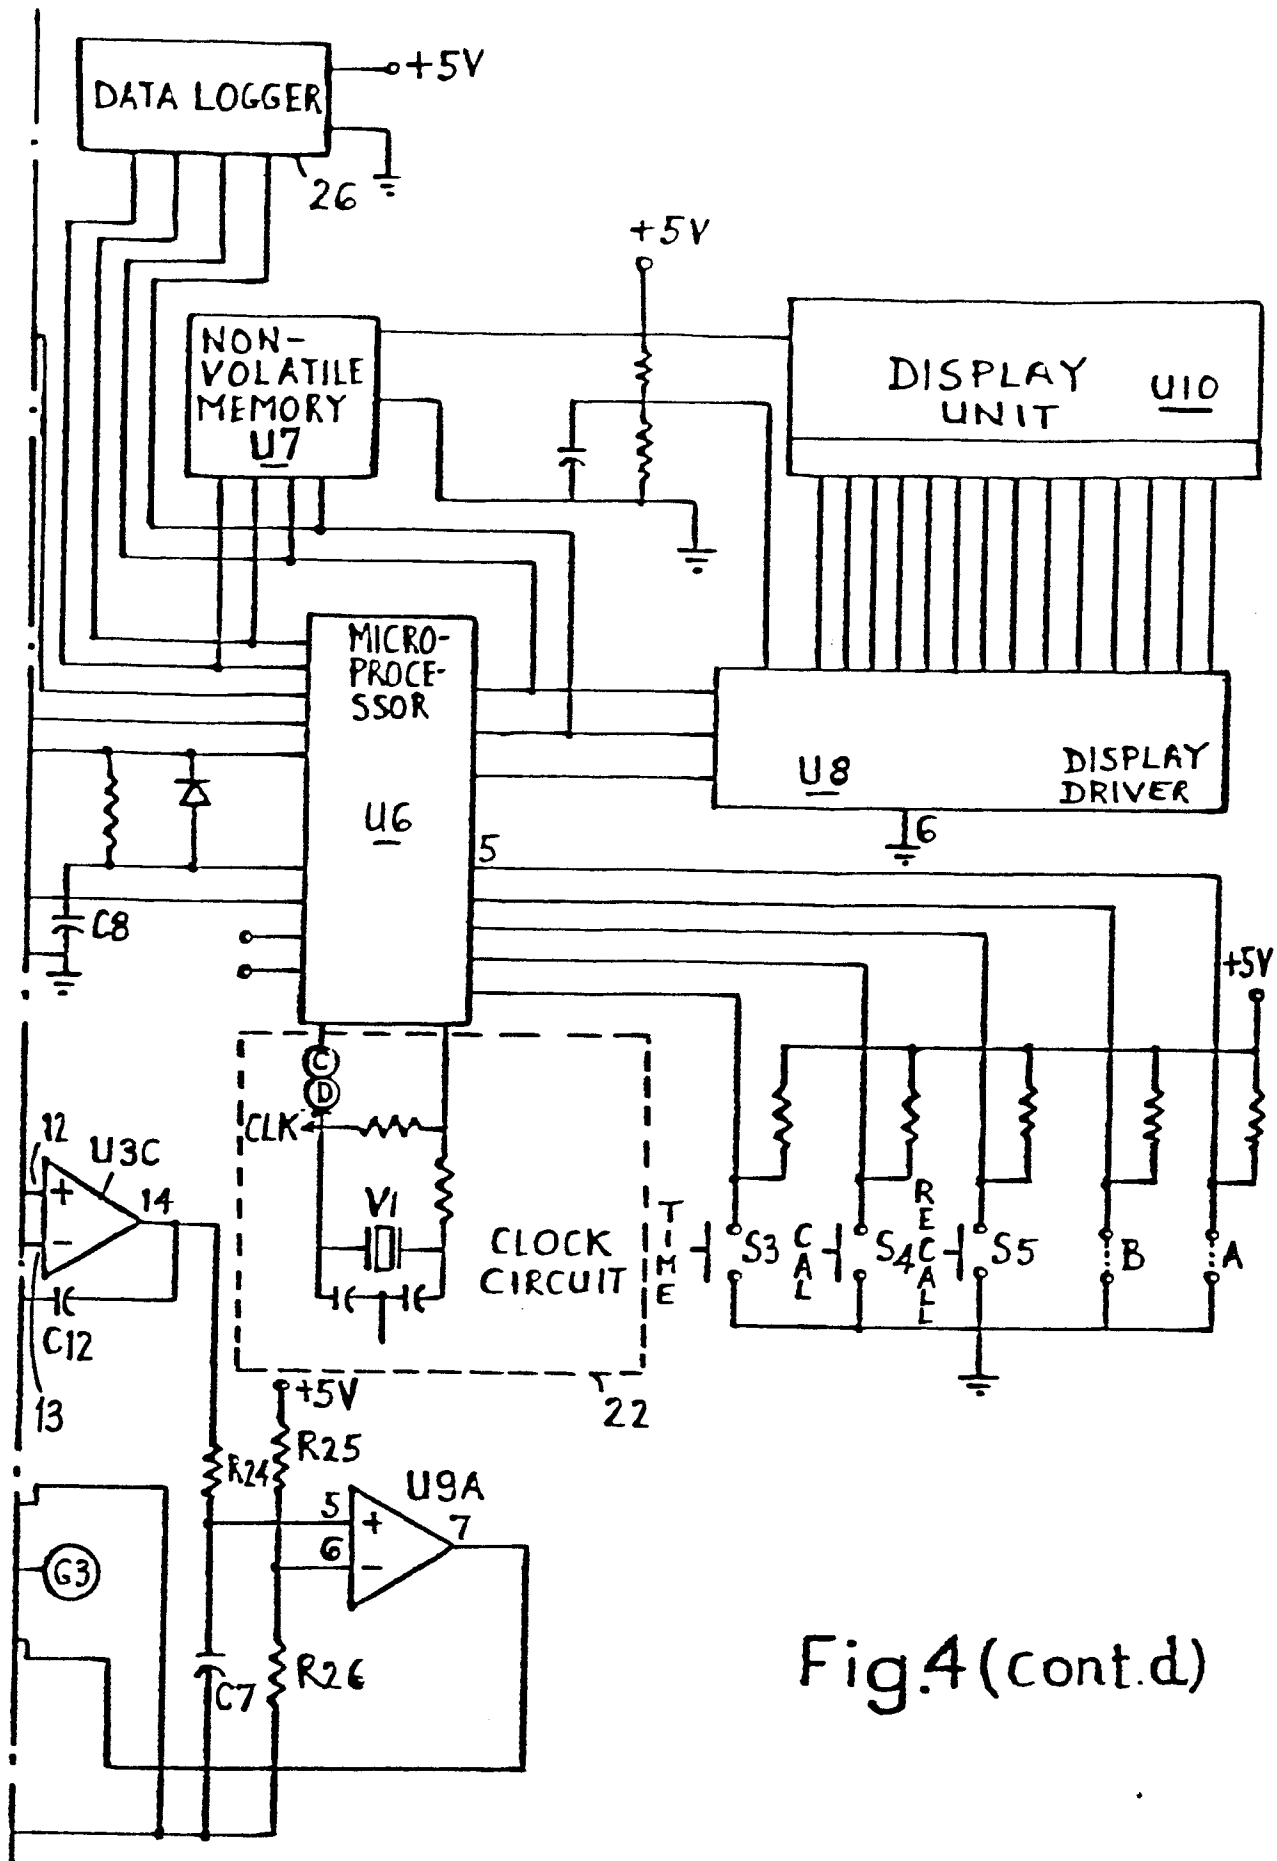 DATA LOGGER
+5V
26
+5V
NON-
VOLATILE
MEMORY
U7
DISPLAY
UNIT
U10
MICRO-
PROCE-
SSOR
U6
U8
DISPLAY
DRIVER
6
5
C8
+5V
C
D
CLK
V1
CLOCK
CIRCUIT
22
TIME
S3
CAL
S4
RECALL
S5
B
A
12
U3C
14
C12
13
+5V
R25
R24
U9A
5
6
7
G3
C7
R26
Fig.4 (cont.d)